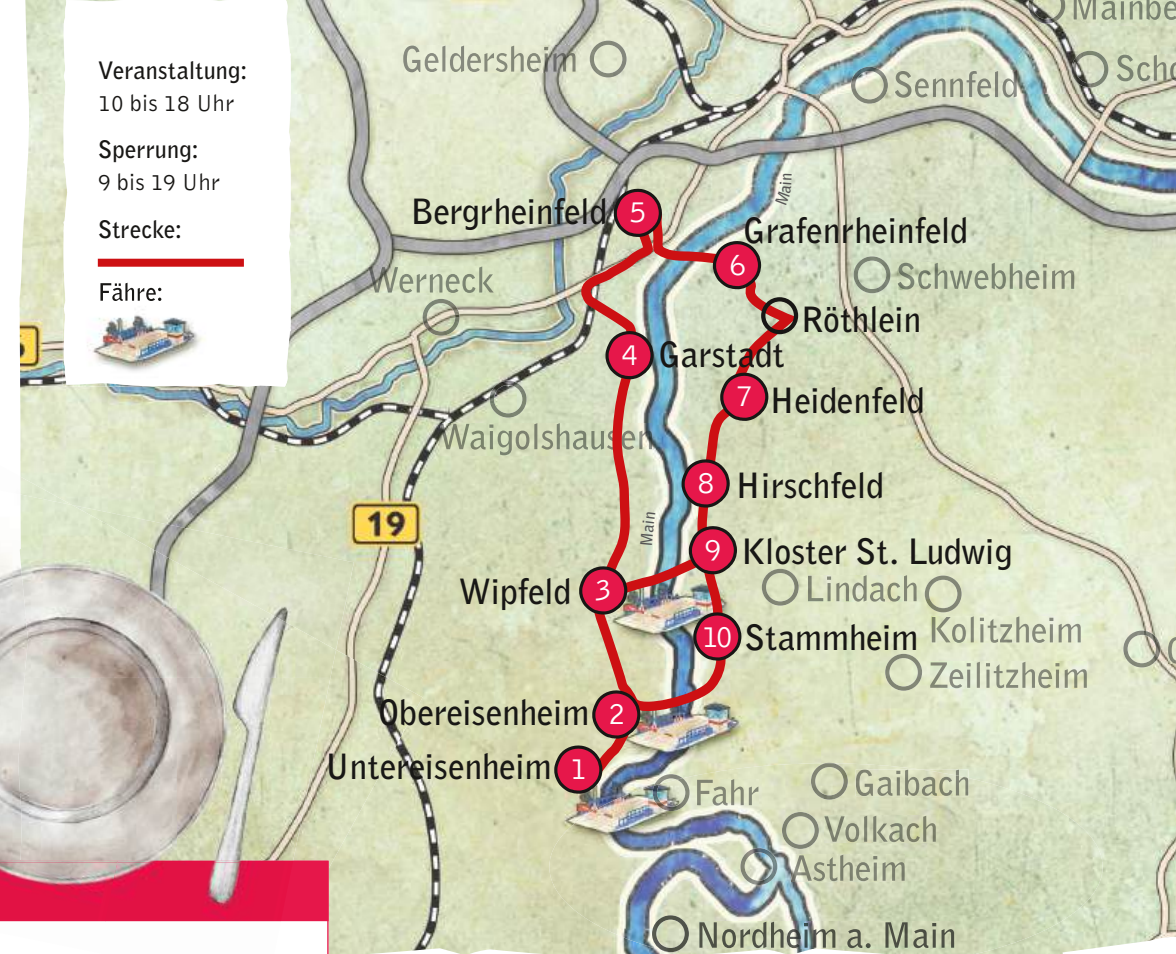 Veranstaltung:
10 bis 18 Uhr
Sperrung:
9 bis 19 Uhr
Strecke:
Fähre:
Geldersheim
Sennfeld
Main
Bergrheinfeld
5
Grafenrheinfeld
6
Werneck
Schwebheim
Röthlein
4
Garstadt
7
Heidenfeld
Waigolshausen
8
Hirschfeld
19
Main
9
Kloster St. Ludwig
Wipfeld
3
Lindach
Kolitzheim
10
Stammheim
Zeilitzheim
Obereisenheim
2
Untereisenheim
1
Fahr
Gaibach
Volkach
Astheim
Nordheim a. Main